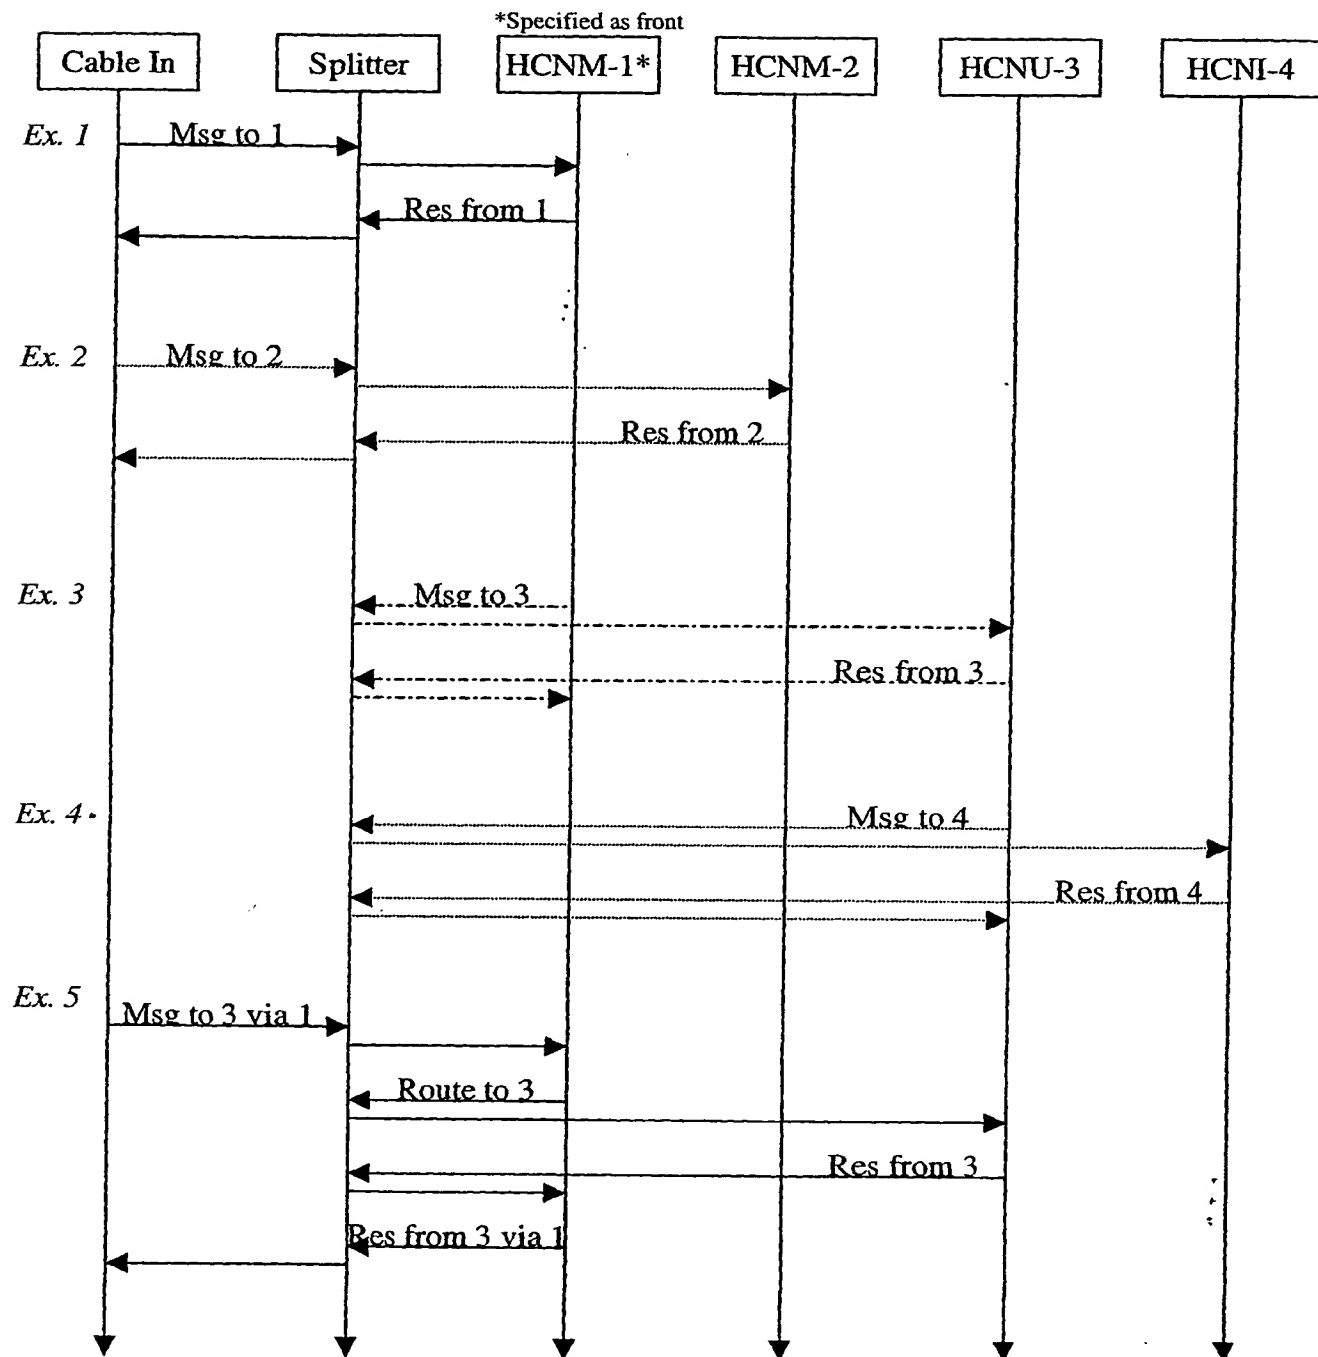 *Specified as front
Cable In
Splitter
HCNM-1*
HCNM-2
HCNU-3
HCNI-4
Ex. 1
Msg to 1
Res from 1
Ex. 2
Msg to 2
Res from 2
Ex. 3
Msg to 3
Res from 3
Ex. 4
Msg to 4
Res from 4
Ex. 5
Msg to 3 via 1
Route to 3
Res from 3
Res from 3 via 1